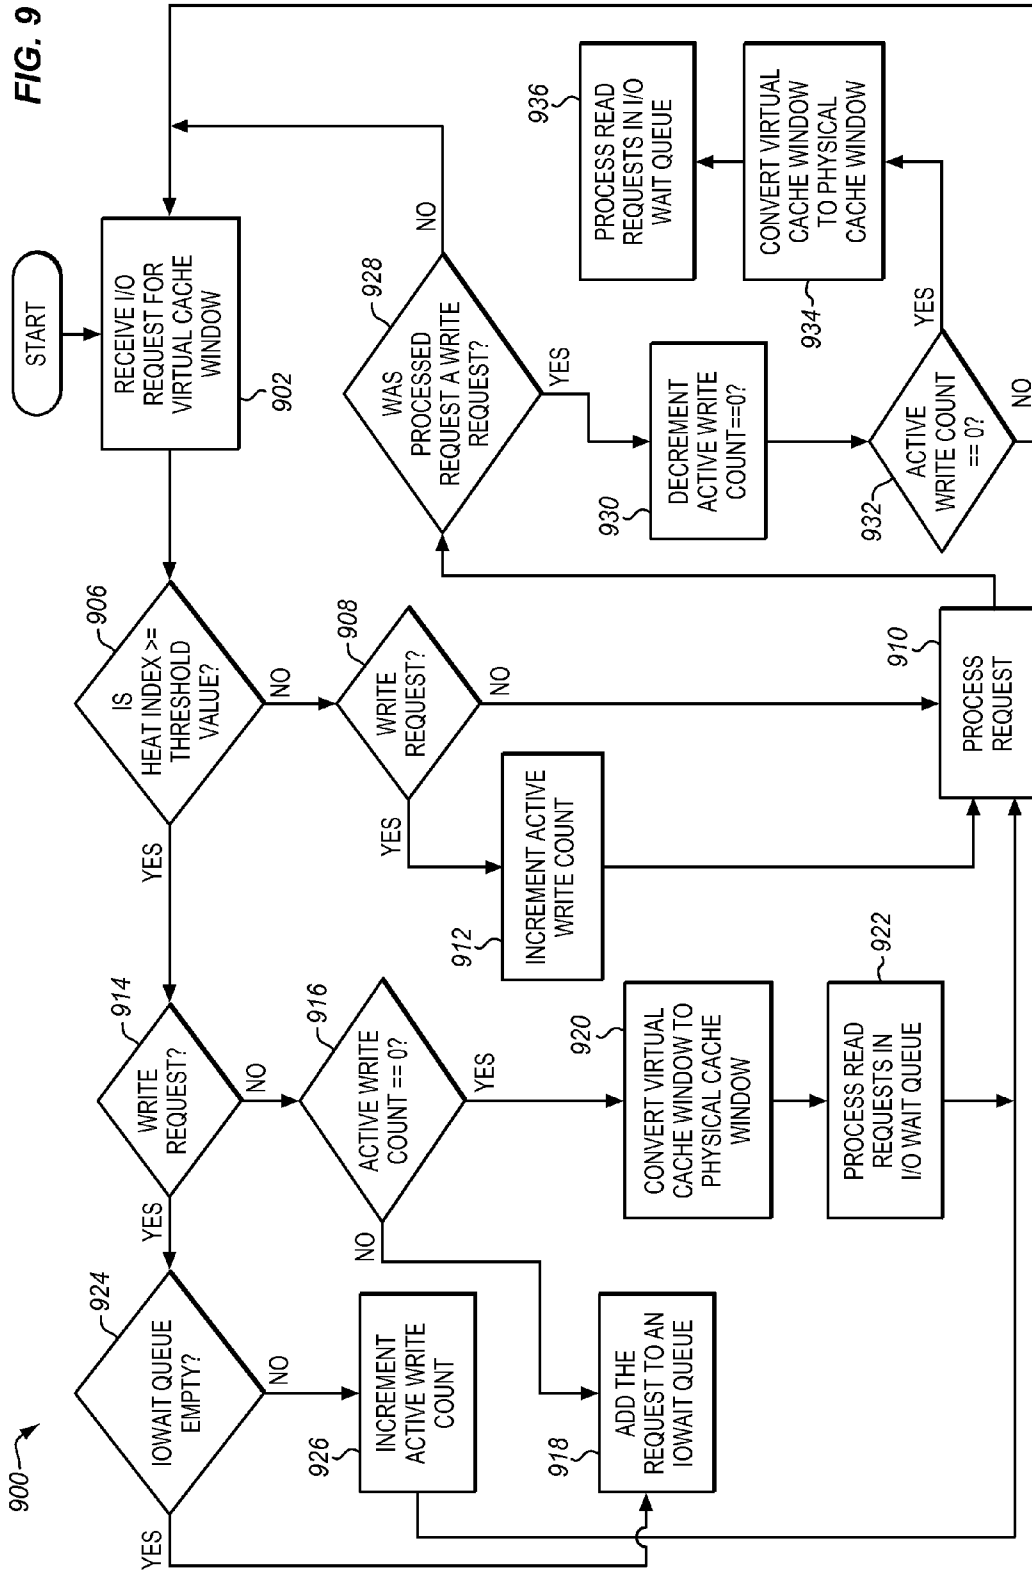 FIG. 9
900
START
RECEIVE I/O
REQUEST FOR
VIRTUAL CACHE
WINDOW
902
906
IS
HEAT INDEX >=
THRESHOLD
VALUE?
YES
NO
914
WRITE
REQUEST?
YES
NO
924
IOWAIT QUEUE
EMPTY?
YES
NO
908
WRITE
REQUEST?
YES
NO
916
ACTIVE WRITE
COUNT == 0?
YES
NO
926
INCREMENT
ACTIVE WRITE
COUNT
912
INCREMENT ACTIVE
WRITE COUNT
918
ADD THE
REQUEST TO AN
IOWAIT QUEUE
920
CONVERT VIRTUAL
CACHE WINDOW TO
PHYSICAL CACHE
WINDOW
922
PROCESS READ
REQUESTS IN
I/O WAIT QUEUE
910
PROCESS
REQUEST
928
WAS
PROCESSED
REQUEST A WRITE
REQUEST?
NO
YES
930
DECREMENT
ACTIVE WRITE
COUNT==0?
932
ACTIVE
WRITE COUNT
== 0?
YES
NO
934
CONVERT VIRTUAL
CACHE WINDOW
TO PHYSICAL
CACHE WINDOW
936
PROCESS READ
REQUESTS IN I/O
WAIT QUEUE